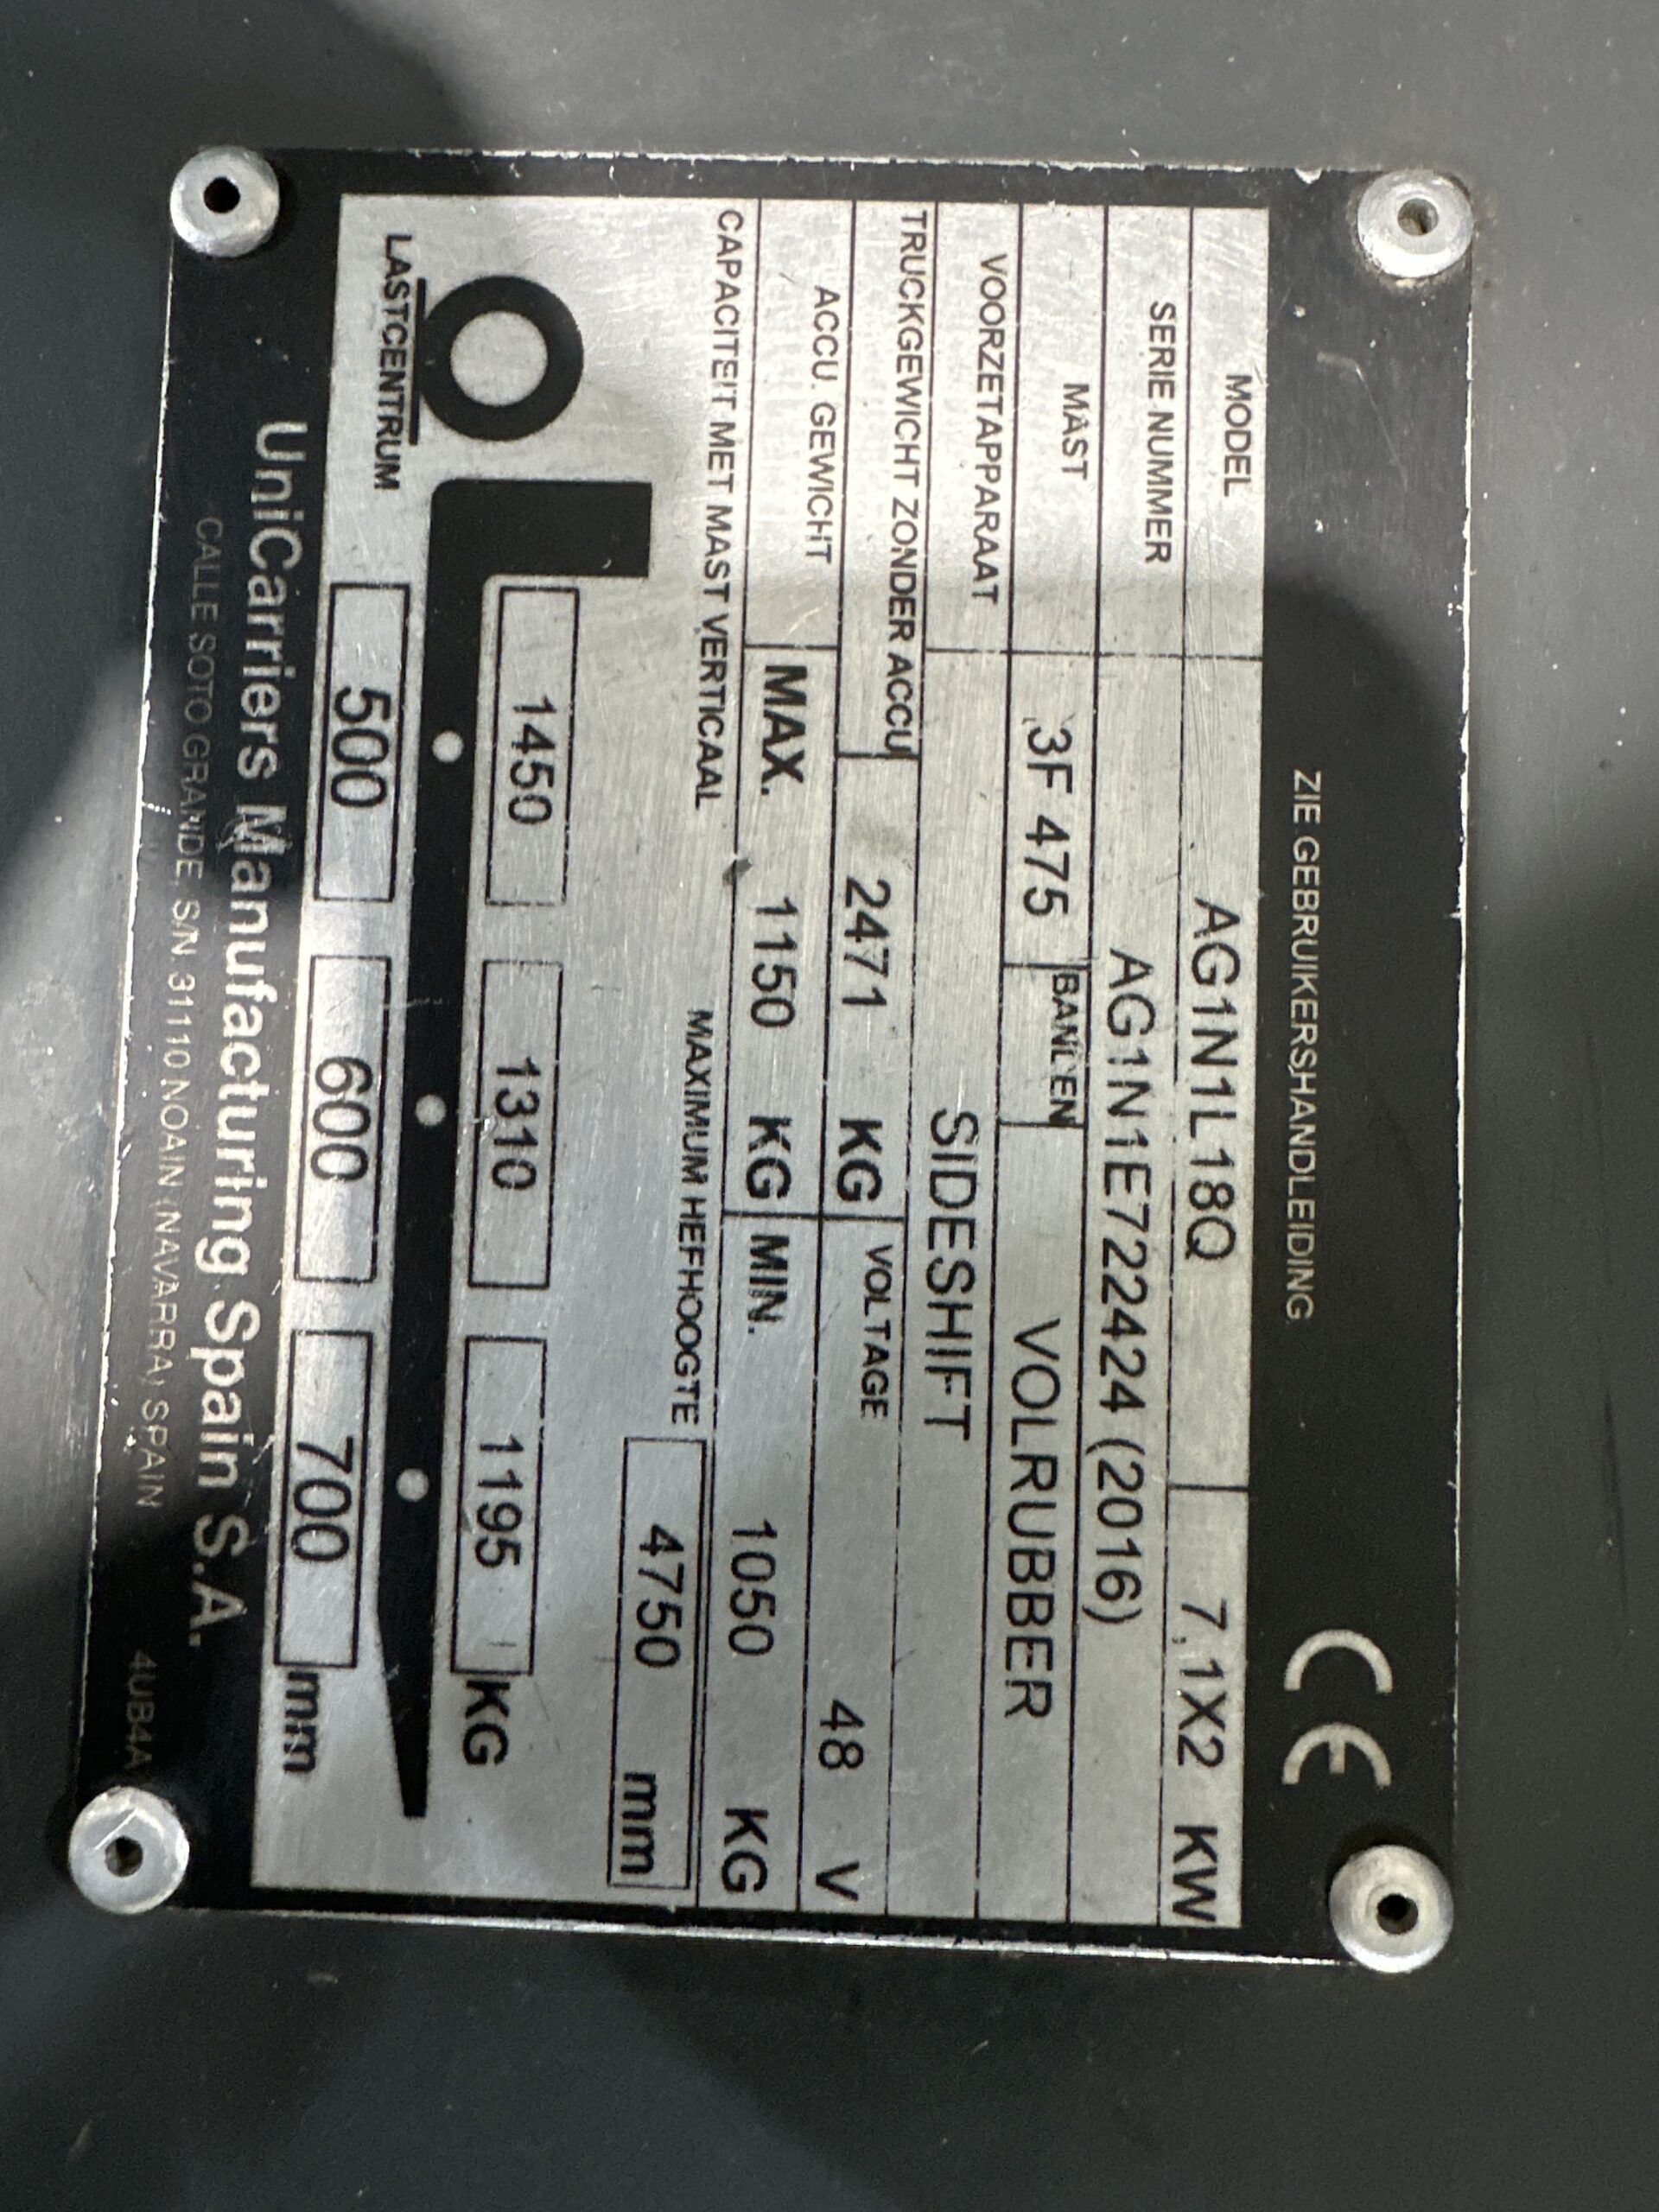 ZIE GEBRUIKERSHANDLEIDING CE
MODEL AG1N1L18Q 7,1X2 KW
SERIE NUMMER AG1N1E722424 (2016)
MAST 3F 475 BANDEN VOLRUBBER
VOORZETAPPARAAT SIDESHIFT
TRUCKGEWICHT ZONDER ACCU 2471 KG VOLTAGE 48 V
ACCU. GEWICHT MAX. 1150 KG MIN. 1050 KG
CAPACITEIT MET MAST VERTICAAL MAXIMUM HEFHOOGTE 4750 mm
1450 1310 1195 KG
LASTCENTRUM 500 600 700 mm
UniCarriers Manufacturing Spain S.A.
CALLE SOTO GRANDE, S/N 31110 NOAIN (NAVARRA) SPAIN 4UB4A